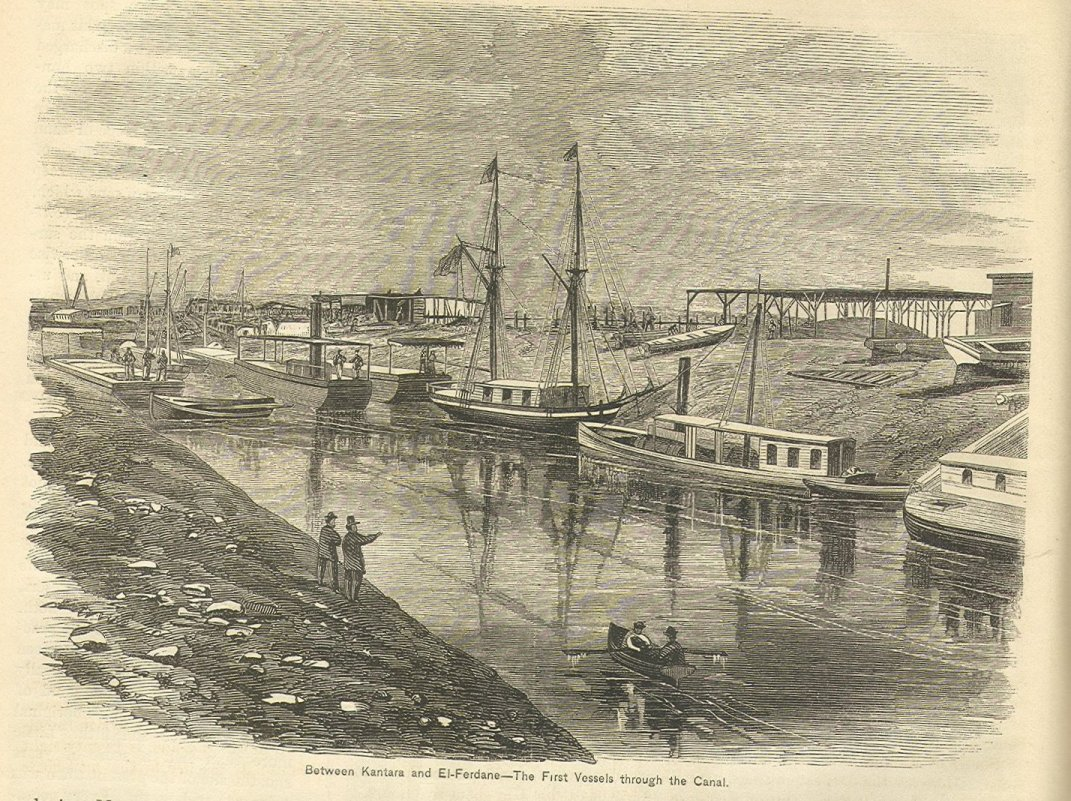 Between Kantara and El-Ferdane—The First Vessels through the Canal.